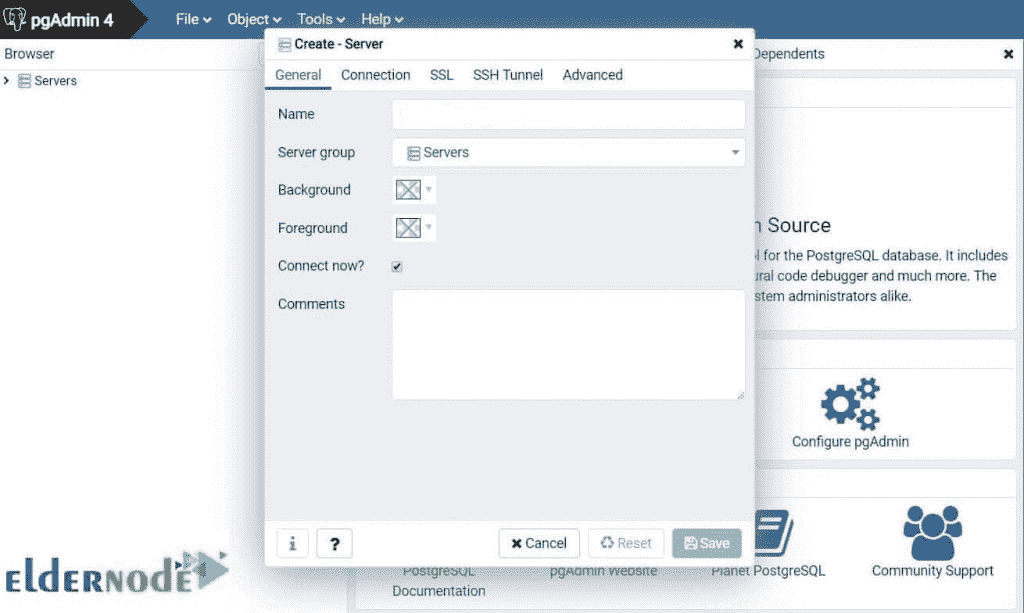 pgAdmin 4
File Object Tools Help
Browser
Create - Server
Dependents
Servers
General Connection SSL SSH Tunnel Advanced
Name
Server group Servers
Background
Foreground
Connect now?
Comments
Source
for the PostgreSQL database. It includes
code debugger and much more. The
administrators alike.
Configure pgAdmin
i ? Cancel Reset Save
PostgreSQL
Documentation
pgAdmin Website
Planet PostgreSQL
Community Support
eldernode